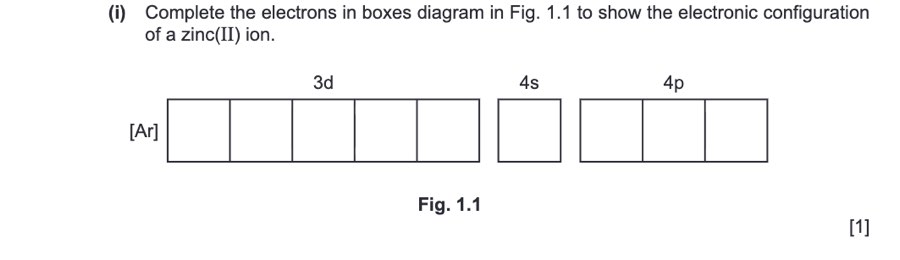 (i) Complete the electrons in boxes diagram in Fig. 1.1 to show the electronic configuration
of a zinc(II) ion.
3d 4s 4p
[Ar]
Fig. 1.1
[1]